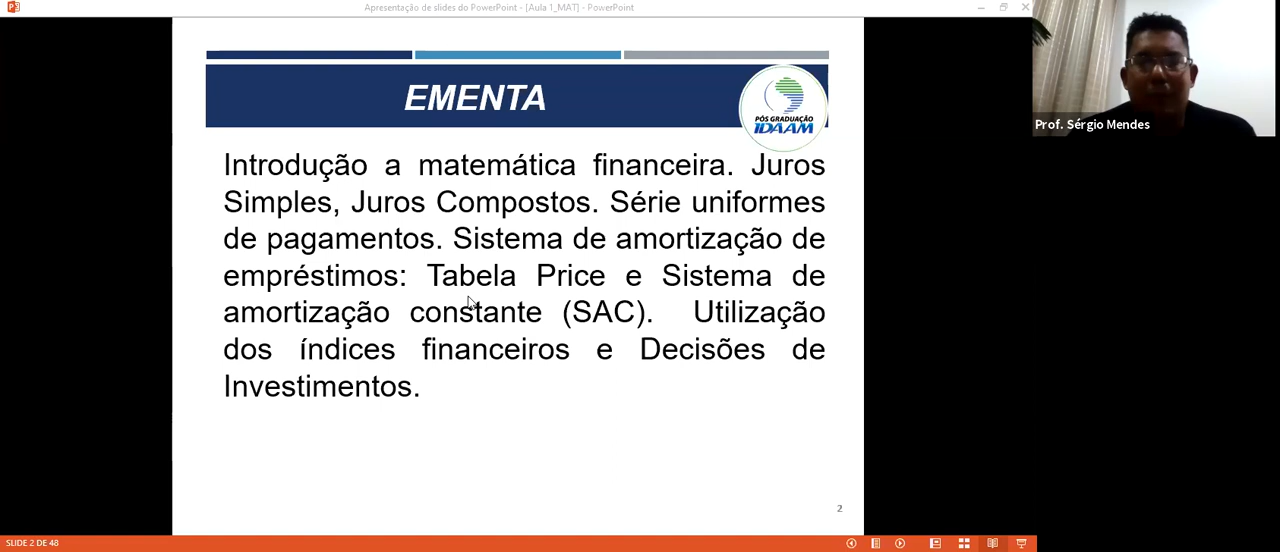 Apresentação de slides do PowerPoint - [Aula 1_MAT] - PowerPoint
EMENTA
PÓS GRADUAÇÃO
IDAAM
Prof. Sérgio Mendes
Introdução a matemática financeira. Juros
Simples, Juros Compostos. Série uniformes
de pagamentos. Sistema de amortização de
empréstimos: Tabela Price e Sistema de
amortização constante (SAC). Utilização
dos índices financeiros e Decisões de
Investimentos.
2
SLIDE 2 DE 48